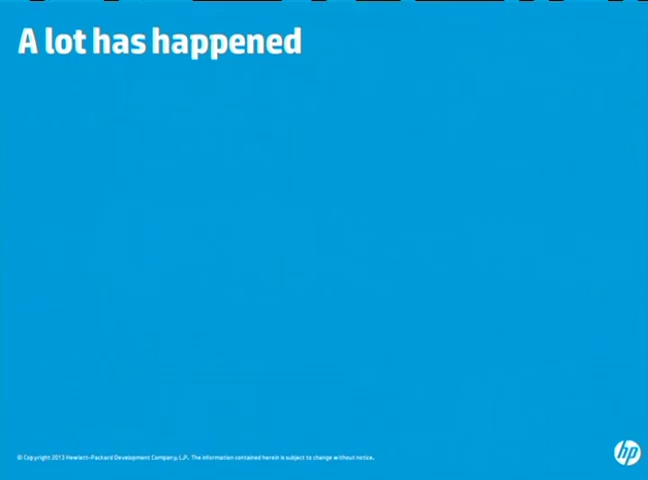 A lot has happened
© Copyright 2013 Hewlett-Packard Development Company, L.P. The information contained herein is subject to change without notice.
hp